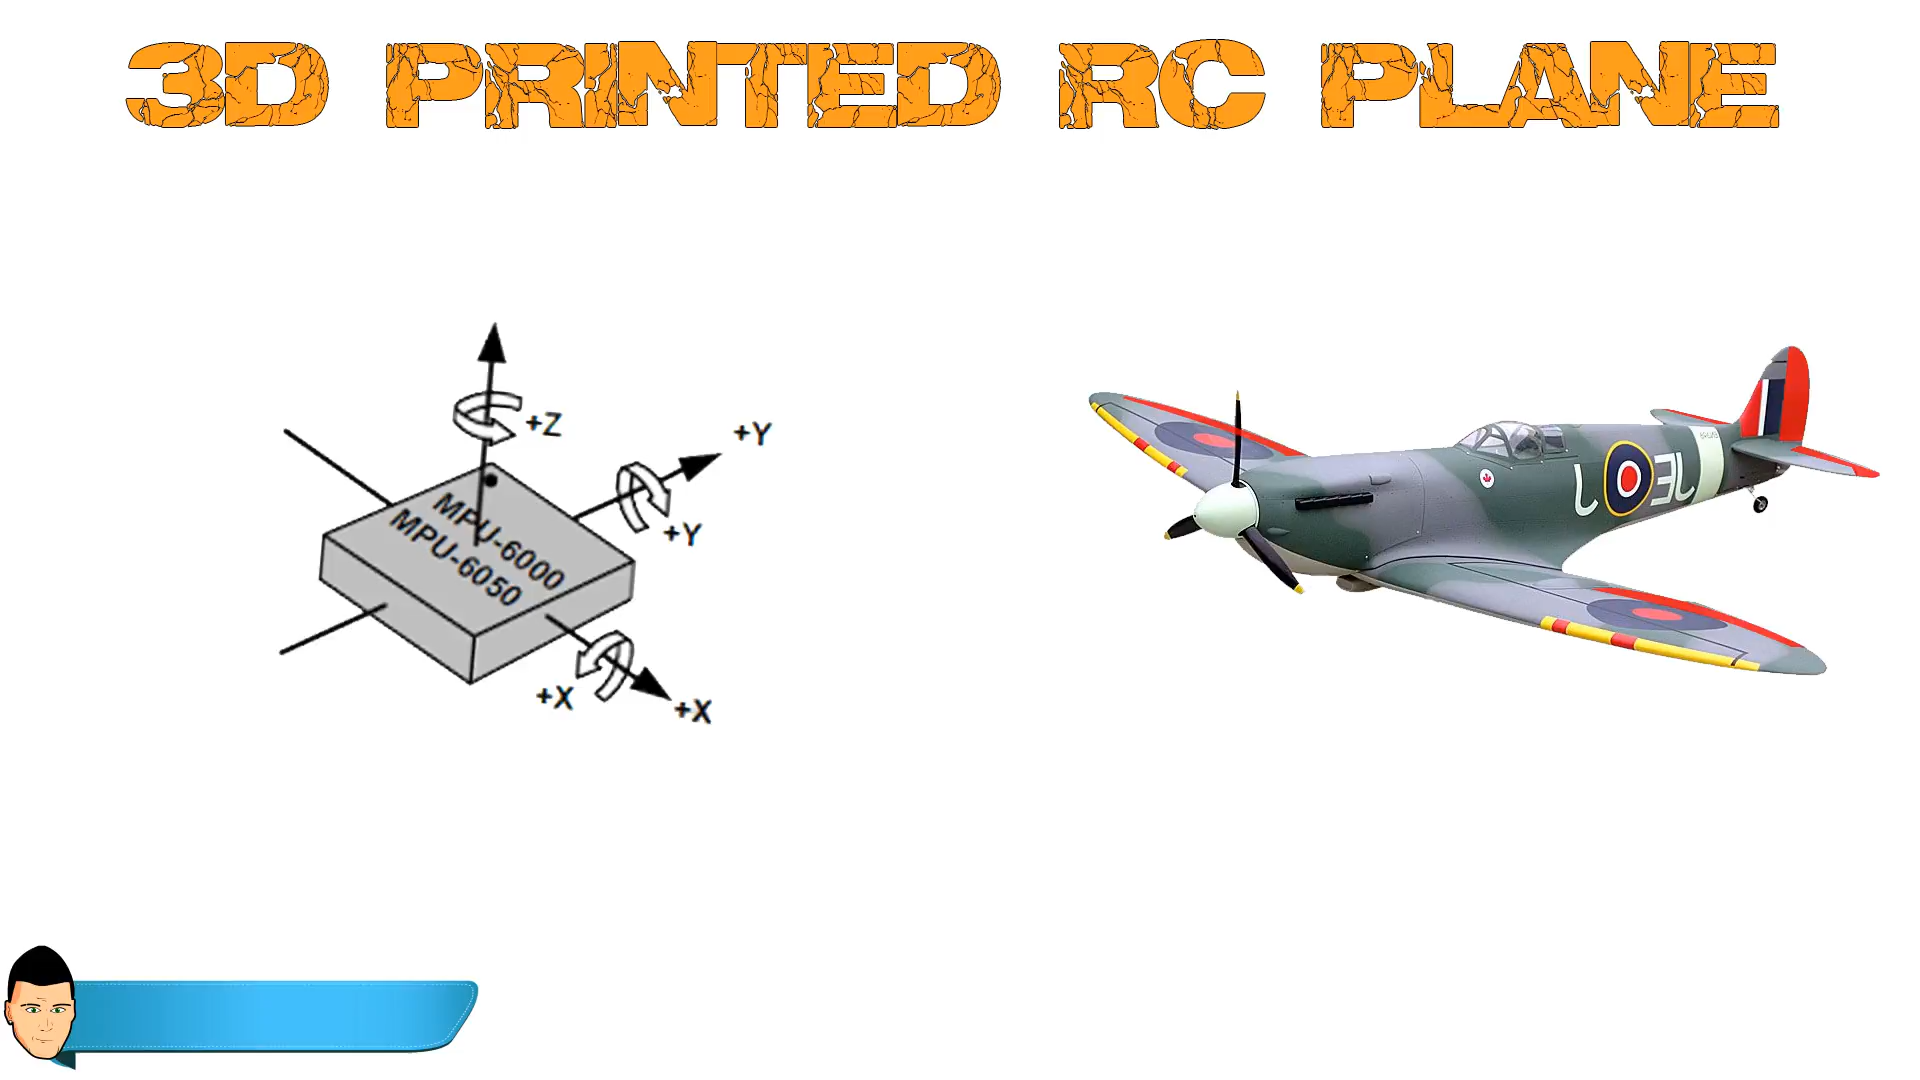 3D PRINTED RC PLANE
+Z
+Y
+Y
MPU-6000
MPU-6050
+X
+X